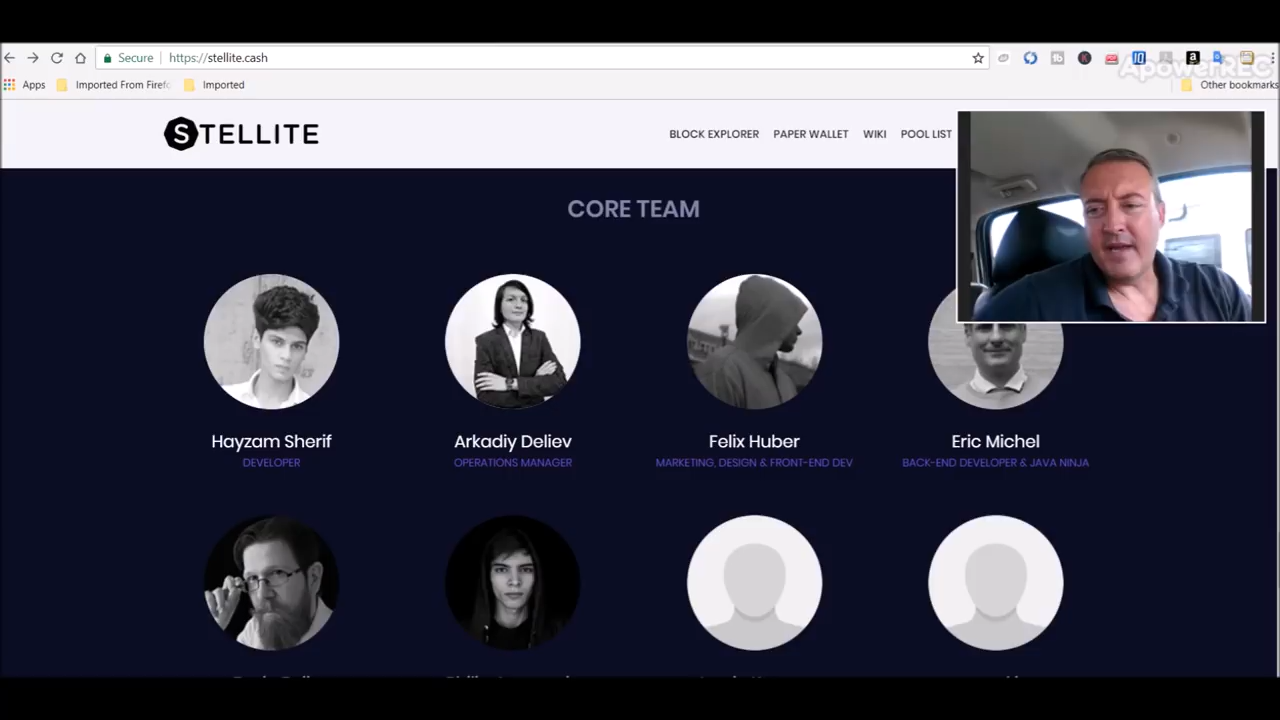 Secure https://stellite.cash
ApowerREC
Apps Imported From Firefo Imported Other bookmarks
STELLITE
BLOCK EXPLORER PAPER WALLET WIKI POOL LIST
CORE TEAM
Hayzam Sherif Arkadiy Deliev Felix Huber Eric Michel
DEVELOPER OPERATIONS MANAGER MARKETING, DESIGN & FRONT-END DEV BACK-END DEVELOPER & JAVA NINJA